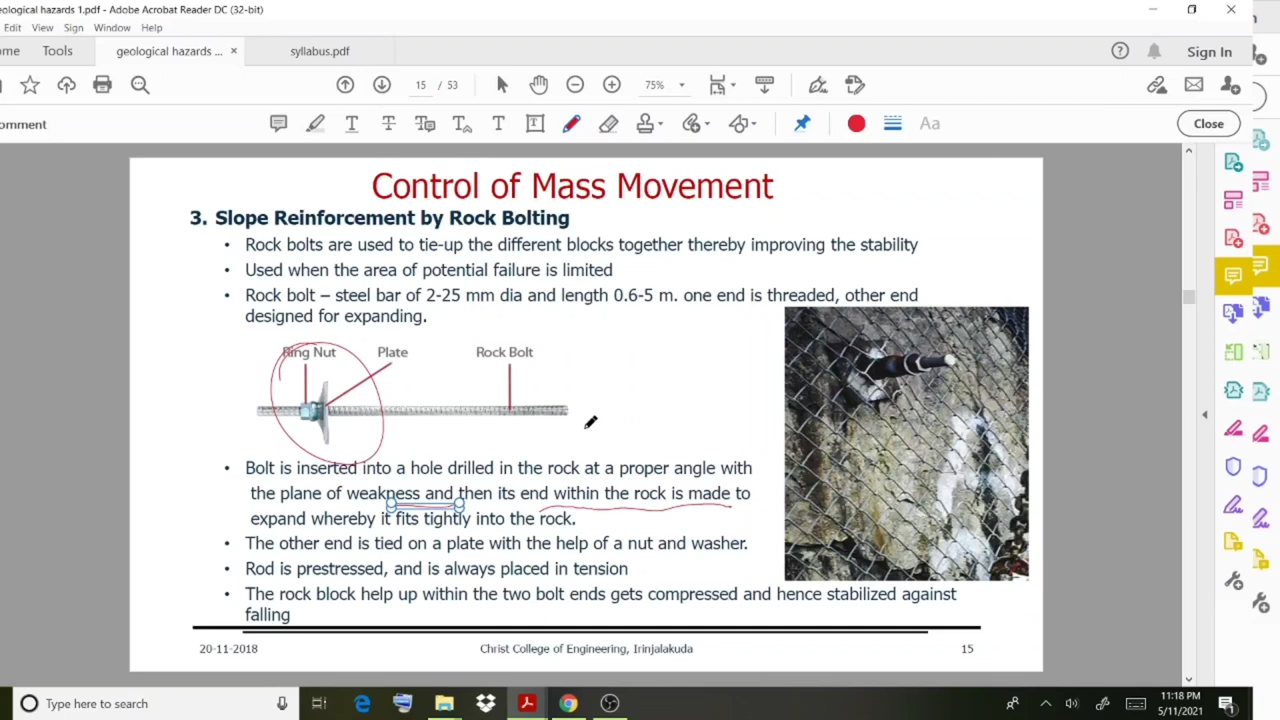 eological hazards 1.pdf - Adobe Acrobat Reader DC (32-bit)
Edit View Sign Window Help
ome Tools geological hazards ... × syllabus.pdf Sign In
15 / 53 75%
omment Aa Close
Control of Mass Movement
3. Slope Reinforcement by Rock Bolting
• Rock bolts are used to tie-up the different blocks together thereby improving the stability
• Used when the area of potential failure is limited
• Rock bolt – steel bar of 2-25 mm dia and length 0.6-5 m. one end is threaded, other end
designed for expanding.
Ring Nut Plate Rock Bolt
• Bolt is inserted into a hole drilled in the rock at a proper angle with
the plane of weakness and then its end within the rock is made to
expand whereby it fits tightly into the rock.
• The other end is tied on a plate with the help of a nut and washer.
• Rod is prestressed, and is always placed in tension
• The rock block help up within the two bolt ends gets compressed and hence stabilized against
falling
20-11-2018 Christ College of Engineering, Irinjalakuda 15
Type here to search
11:18 PM
5/11/2021
1